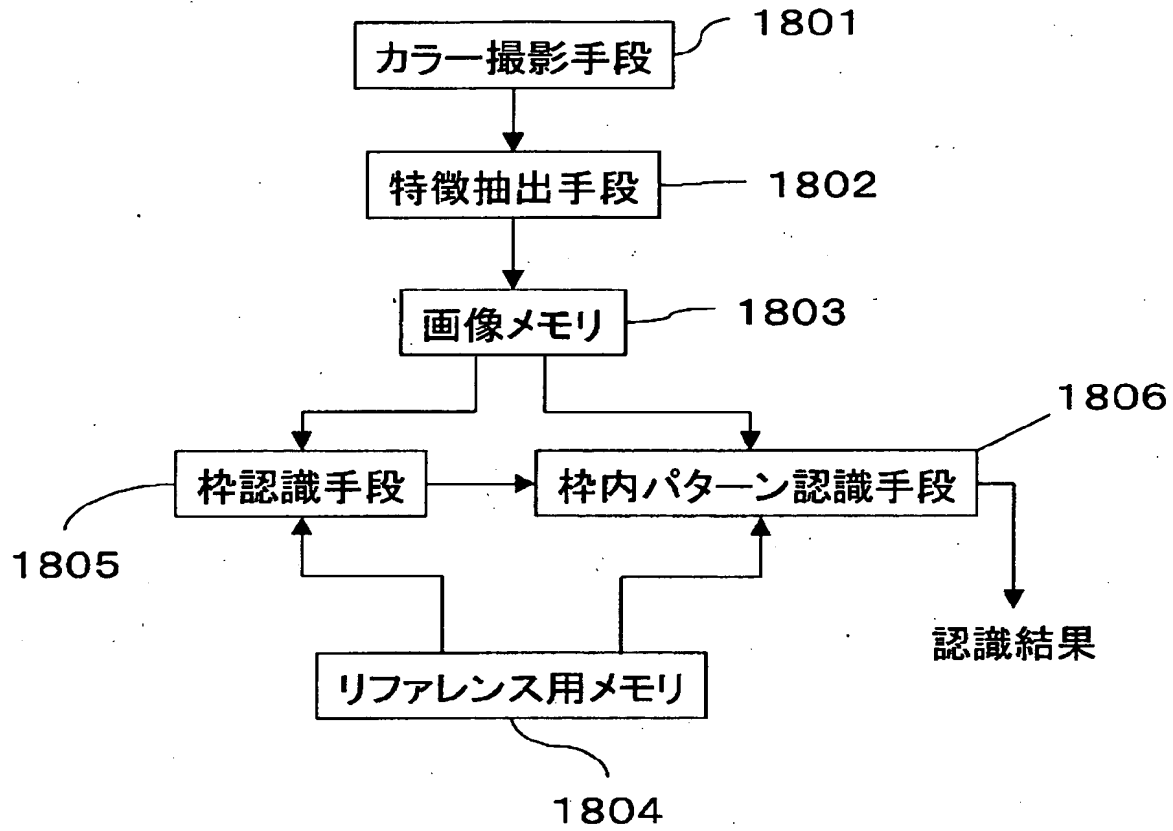 1801
カラー撮影手段
特徴抽出手段
1802
画像メモリ
1803
1806
枠認識手段
枠内パターン認識手段
1805
認識結果
リファレンス用メモリ
1804